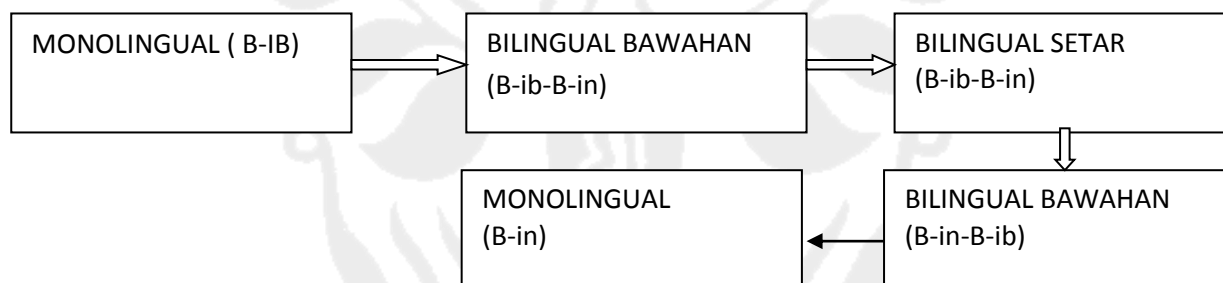 MONOLINGUAL ( B-IB)
BILINGUAL BAWAHAN
(B-ib-B-in)
BILINGUAL SETAR
(B-ib-B-in)
BILINGUAL BAWAHAN
(B-in-B-ib)
MONOLINGUAL
(B-in)